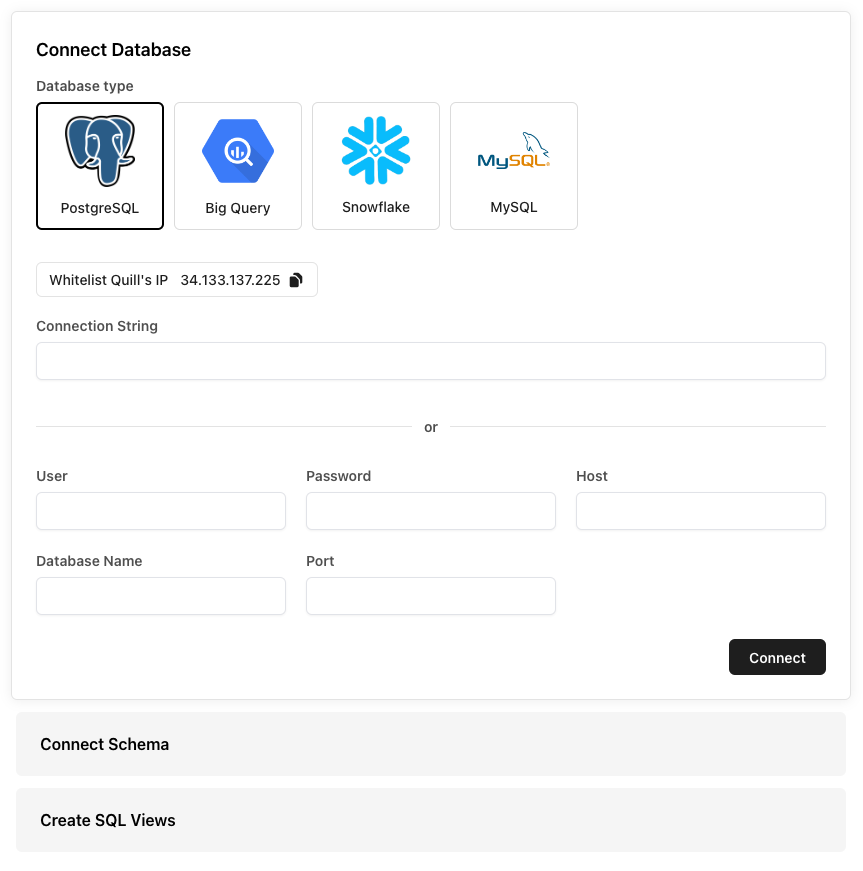 Connect Database
Database type
MySQL
PostgreSQL
Big Query
Snowflake
MySQL
Whitelist Quill's IP 34.133.137.225
Connection String
or
User Password Host
Database Name Port
Connect
Connect Schema
Create SQL Views